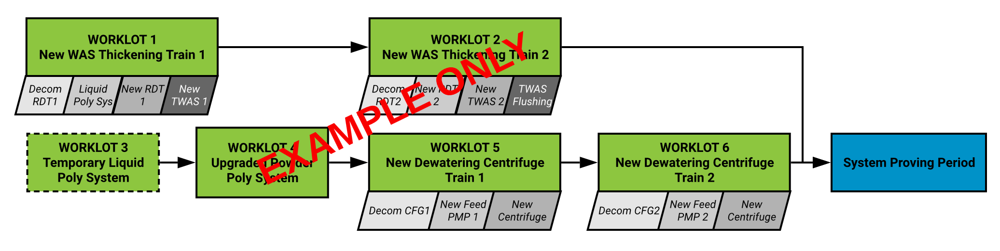 WORKLOT 1
New WAS Thickening Train 1
Decom
RDT1
Liquid
Poly Sys
New RDT
1
New
TWAS 1
WORKLOT 2
New WAS Thickening Train 2
Decom
RDT2
New RDT
2
New
TWAS 2
TWAS
Flushing
EXAMPLE ONLY
WORKLOT 3
Temporary Liquid
Poly System
WORKLOT 4
Upgraded Powder
Poly System
WORKLOT 5
New Dewatering Centrifuge
Train 1
Decom CFG1
New Feed
PMP 1
New
Centrifuge
WORKLOT 6
New Dewatering Centrifuge
Train 2
Decom CFG2
New Feed
PMP 2
New
Centrifuge
System Proving Period